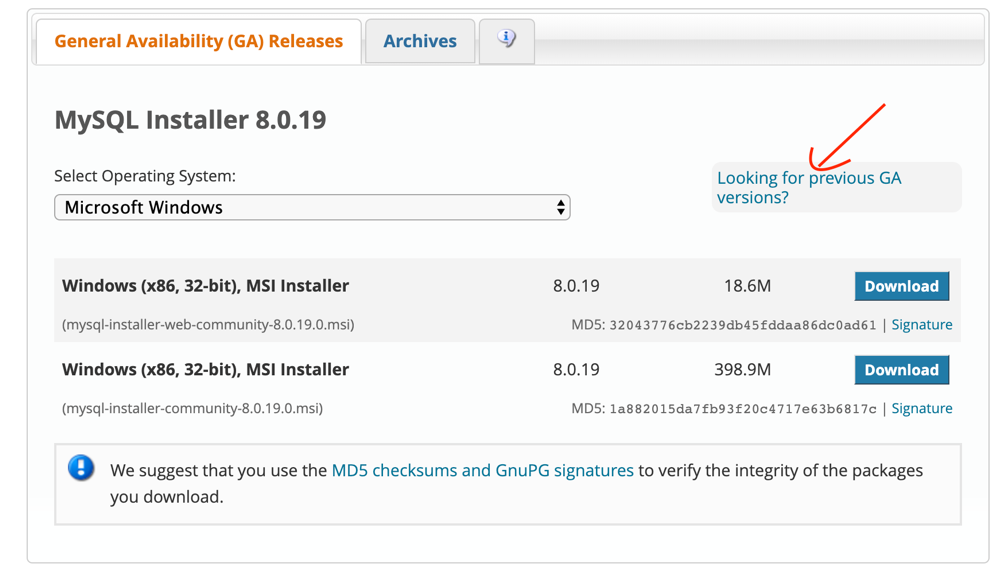 General Availability (GA) Releases
Archives
MySQL Installer 8.0.19
Select Operating System:
Looking for previous GA
versions?
Microsoft Windows
Windows (x86, 32-bit), MSI Installer 8.0.19 18.6M Download
(mysql-installer-web-community-8.0.19.0.msi) MD5: 32043776cb2239db45fddaa86dc0ad61 | Signature
Windows (x86, 32-bit), MSI Installer 8.0.19 398.9M Download
(mysql-installer-community-8.0.19.0.msi) MD5: 1a882015da7fb93f20c4717e63b6817c | Signature
We suggest that you use the MD5 checksums and GnuPG signatures to verify the integrity of the packages
you download.